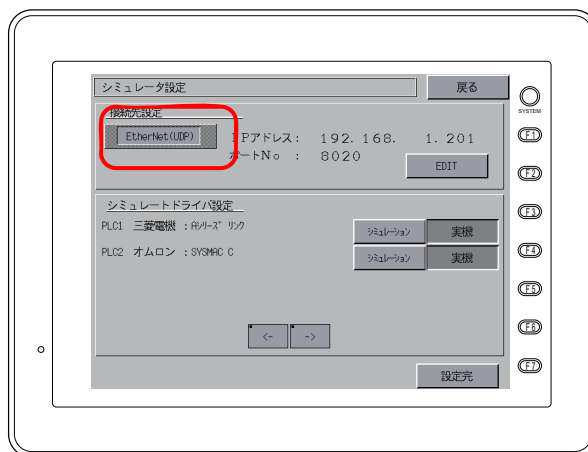 シミュレータ設定
戻る
SYSTEM
接続先設定
EtherNet(UDP)
IPアドレス: 192. 168. 1. 201
ポートNo : 8020
EDIT
シミュレートドライバ設定
PLC1 三菱電機 :Aシリーズ リンク
シミュレーション
実機
PLC2 オムロン :SYSMAC C
シミュレーション
実機
<-
->
設定完
F1
F2
F3
F4
F5
F6
F7